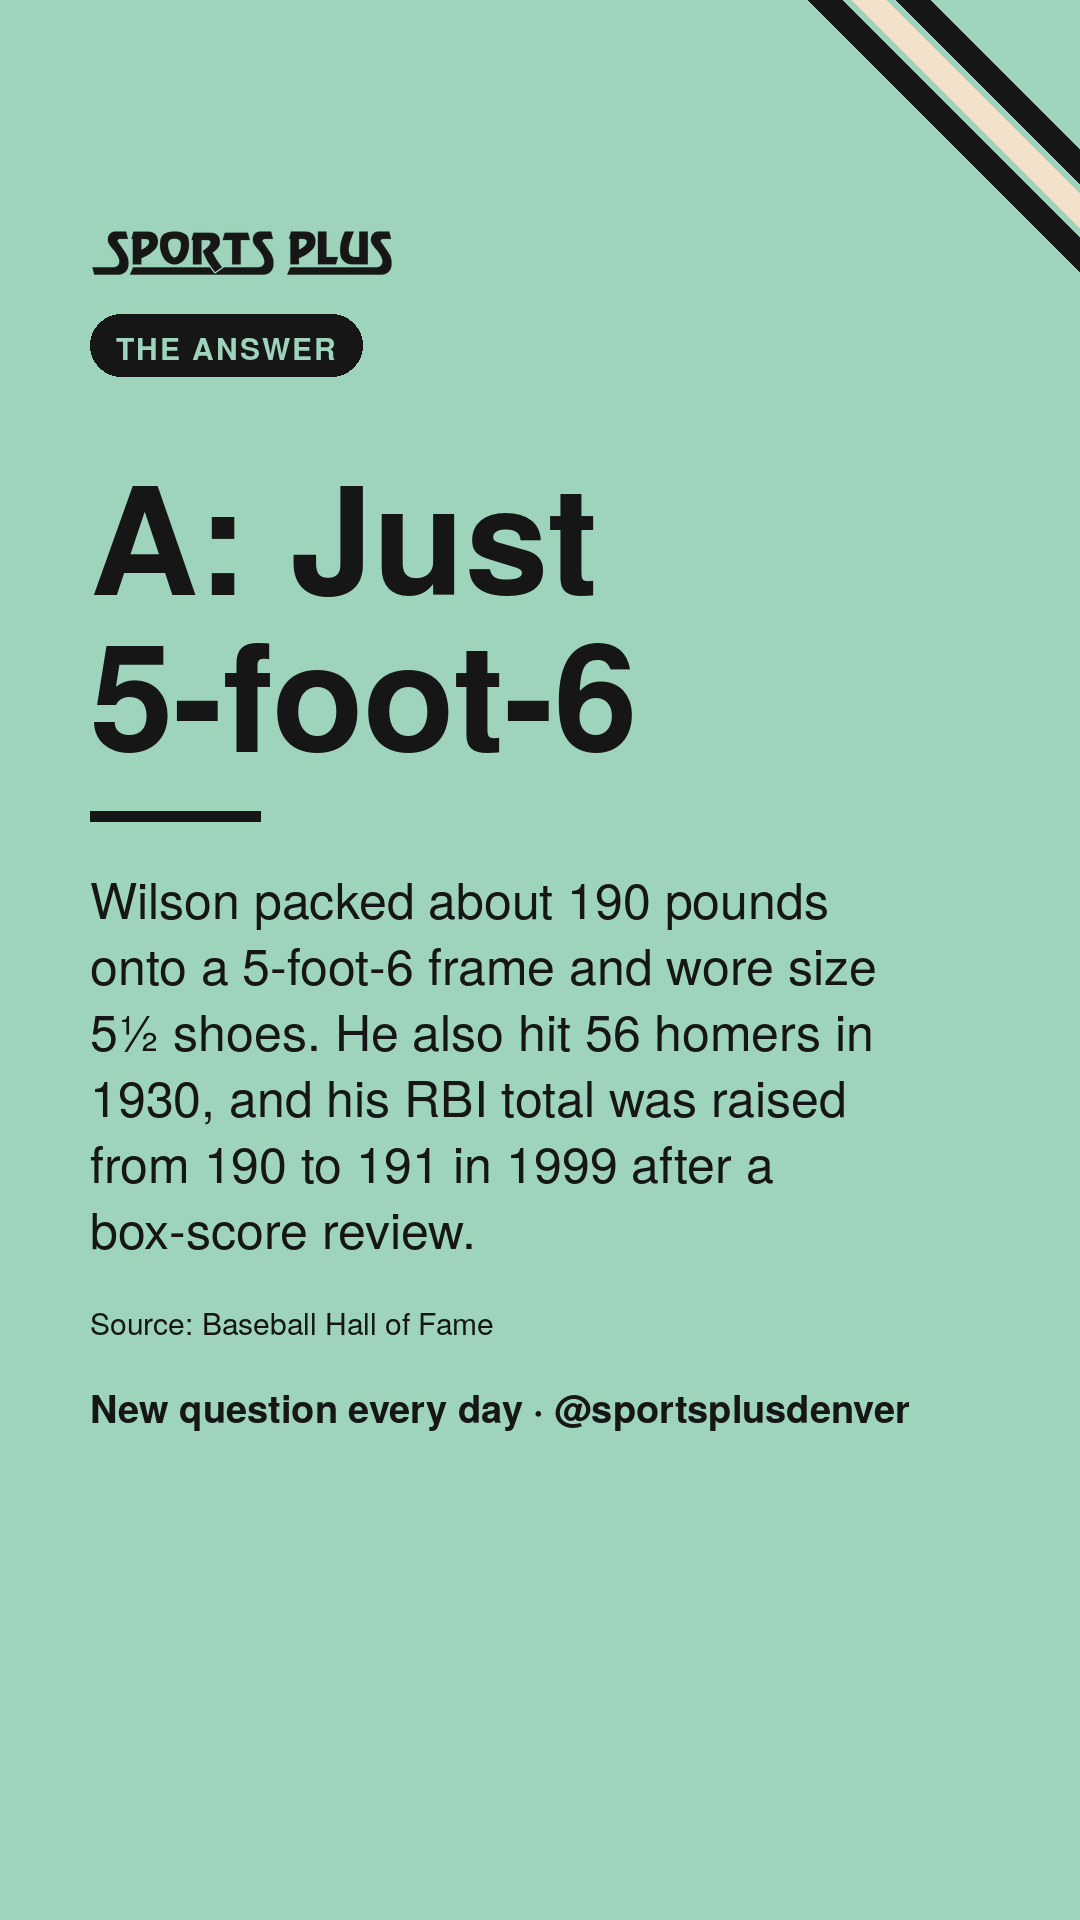 SPORTS PLUS
THE ANSWER
A: Just
5-foot-6
Wilson packed about 190 pounds
onto a 5-foot-6 frame and wore size
5½ shoes. He also hit 56 homers in
1930, and his RBI total was raised
from 190 to 191 in 1999 after a
box-score review.
Source: Baseball Hall of Fame
New question every day · @sportsplusdenver